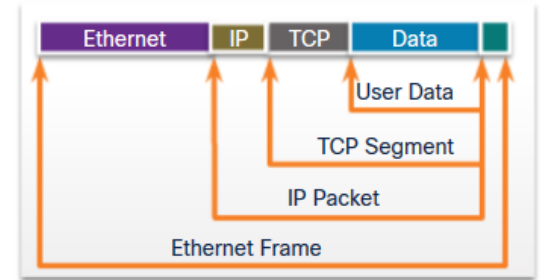 Ethernet IP TCP Data
User Data
TCP Segment
IP Packet
Ethernet Frame